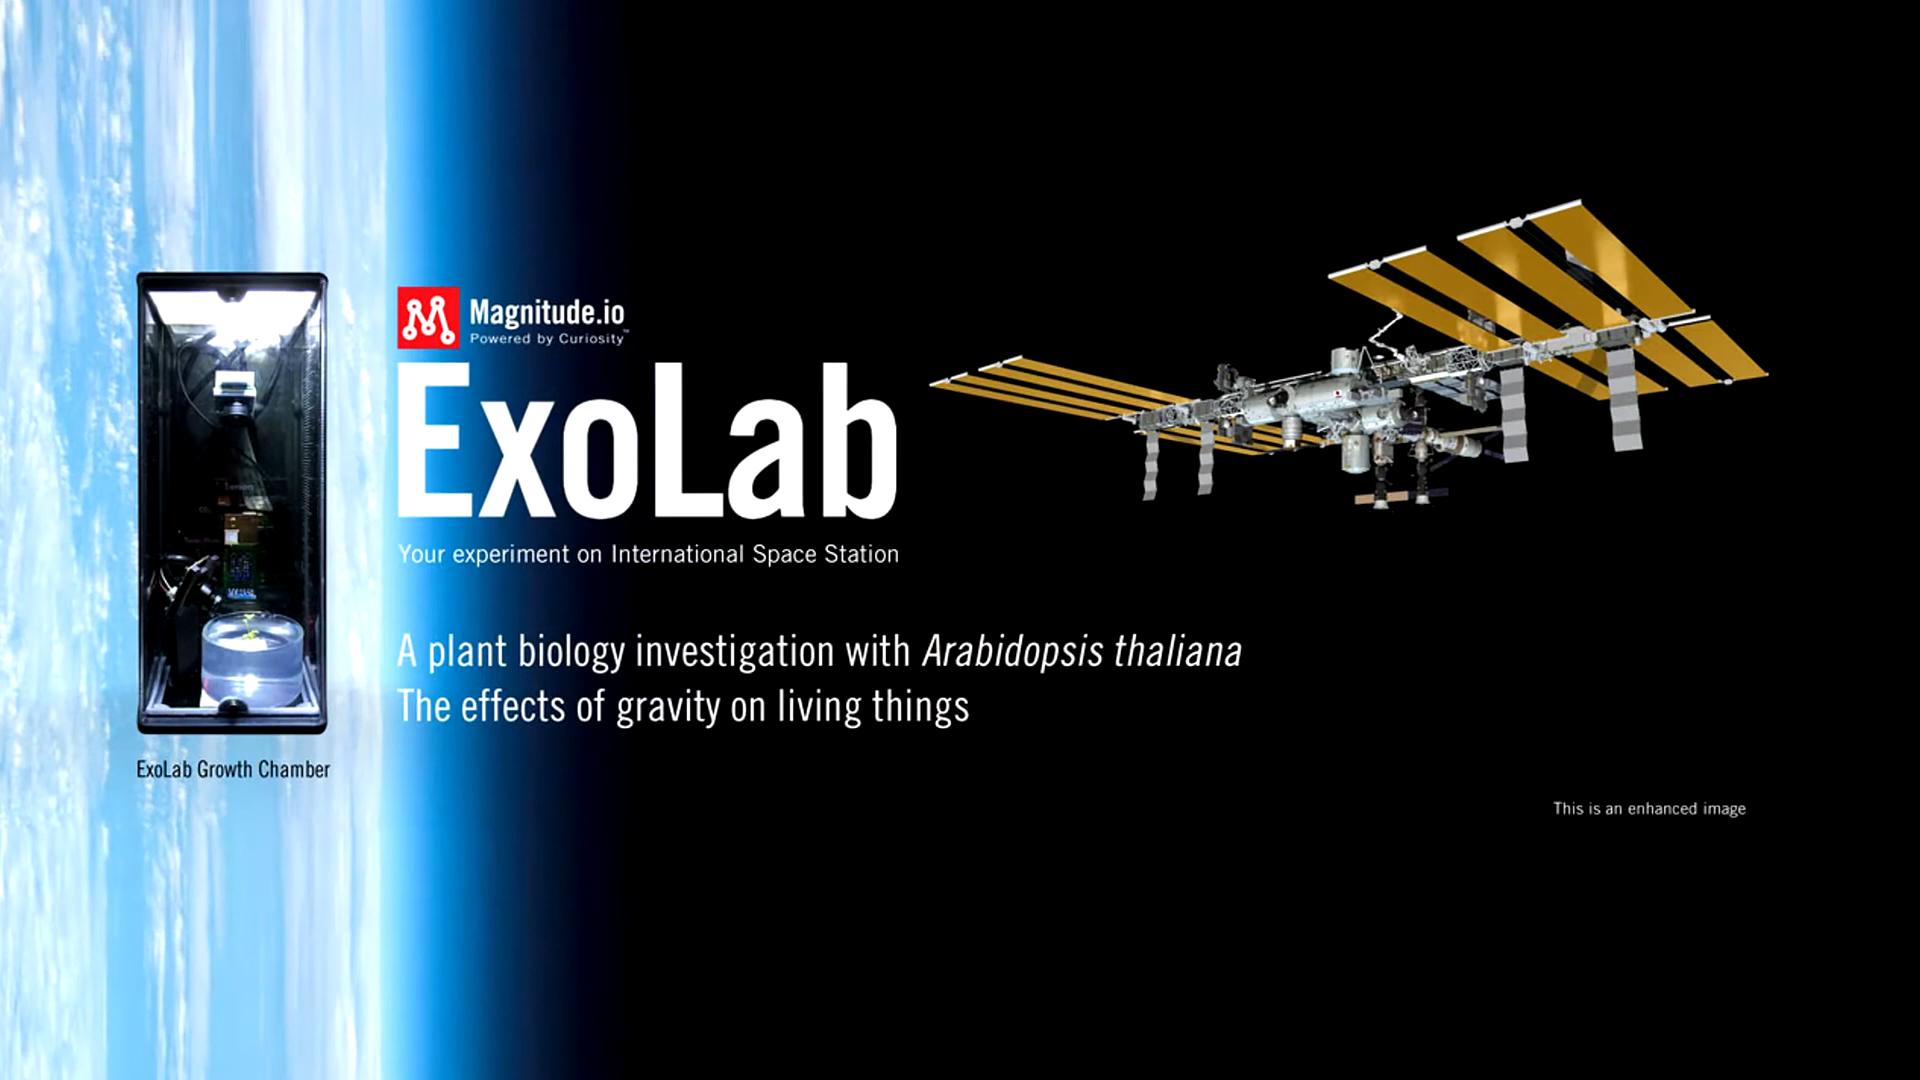 Magnitude.io
Powered by Curiosity™
ExoLab
Your experiment on International Space Station
A plant biology investigation with Arabidopsis thaliana
The effects of gravity on living things
ExoLab Growth Chamber
This is an enhanced image